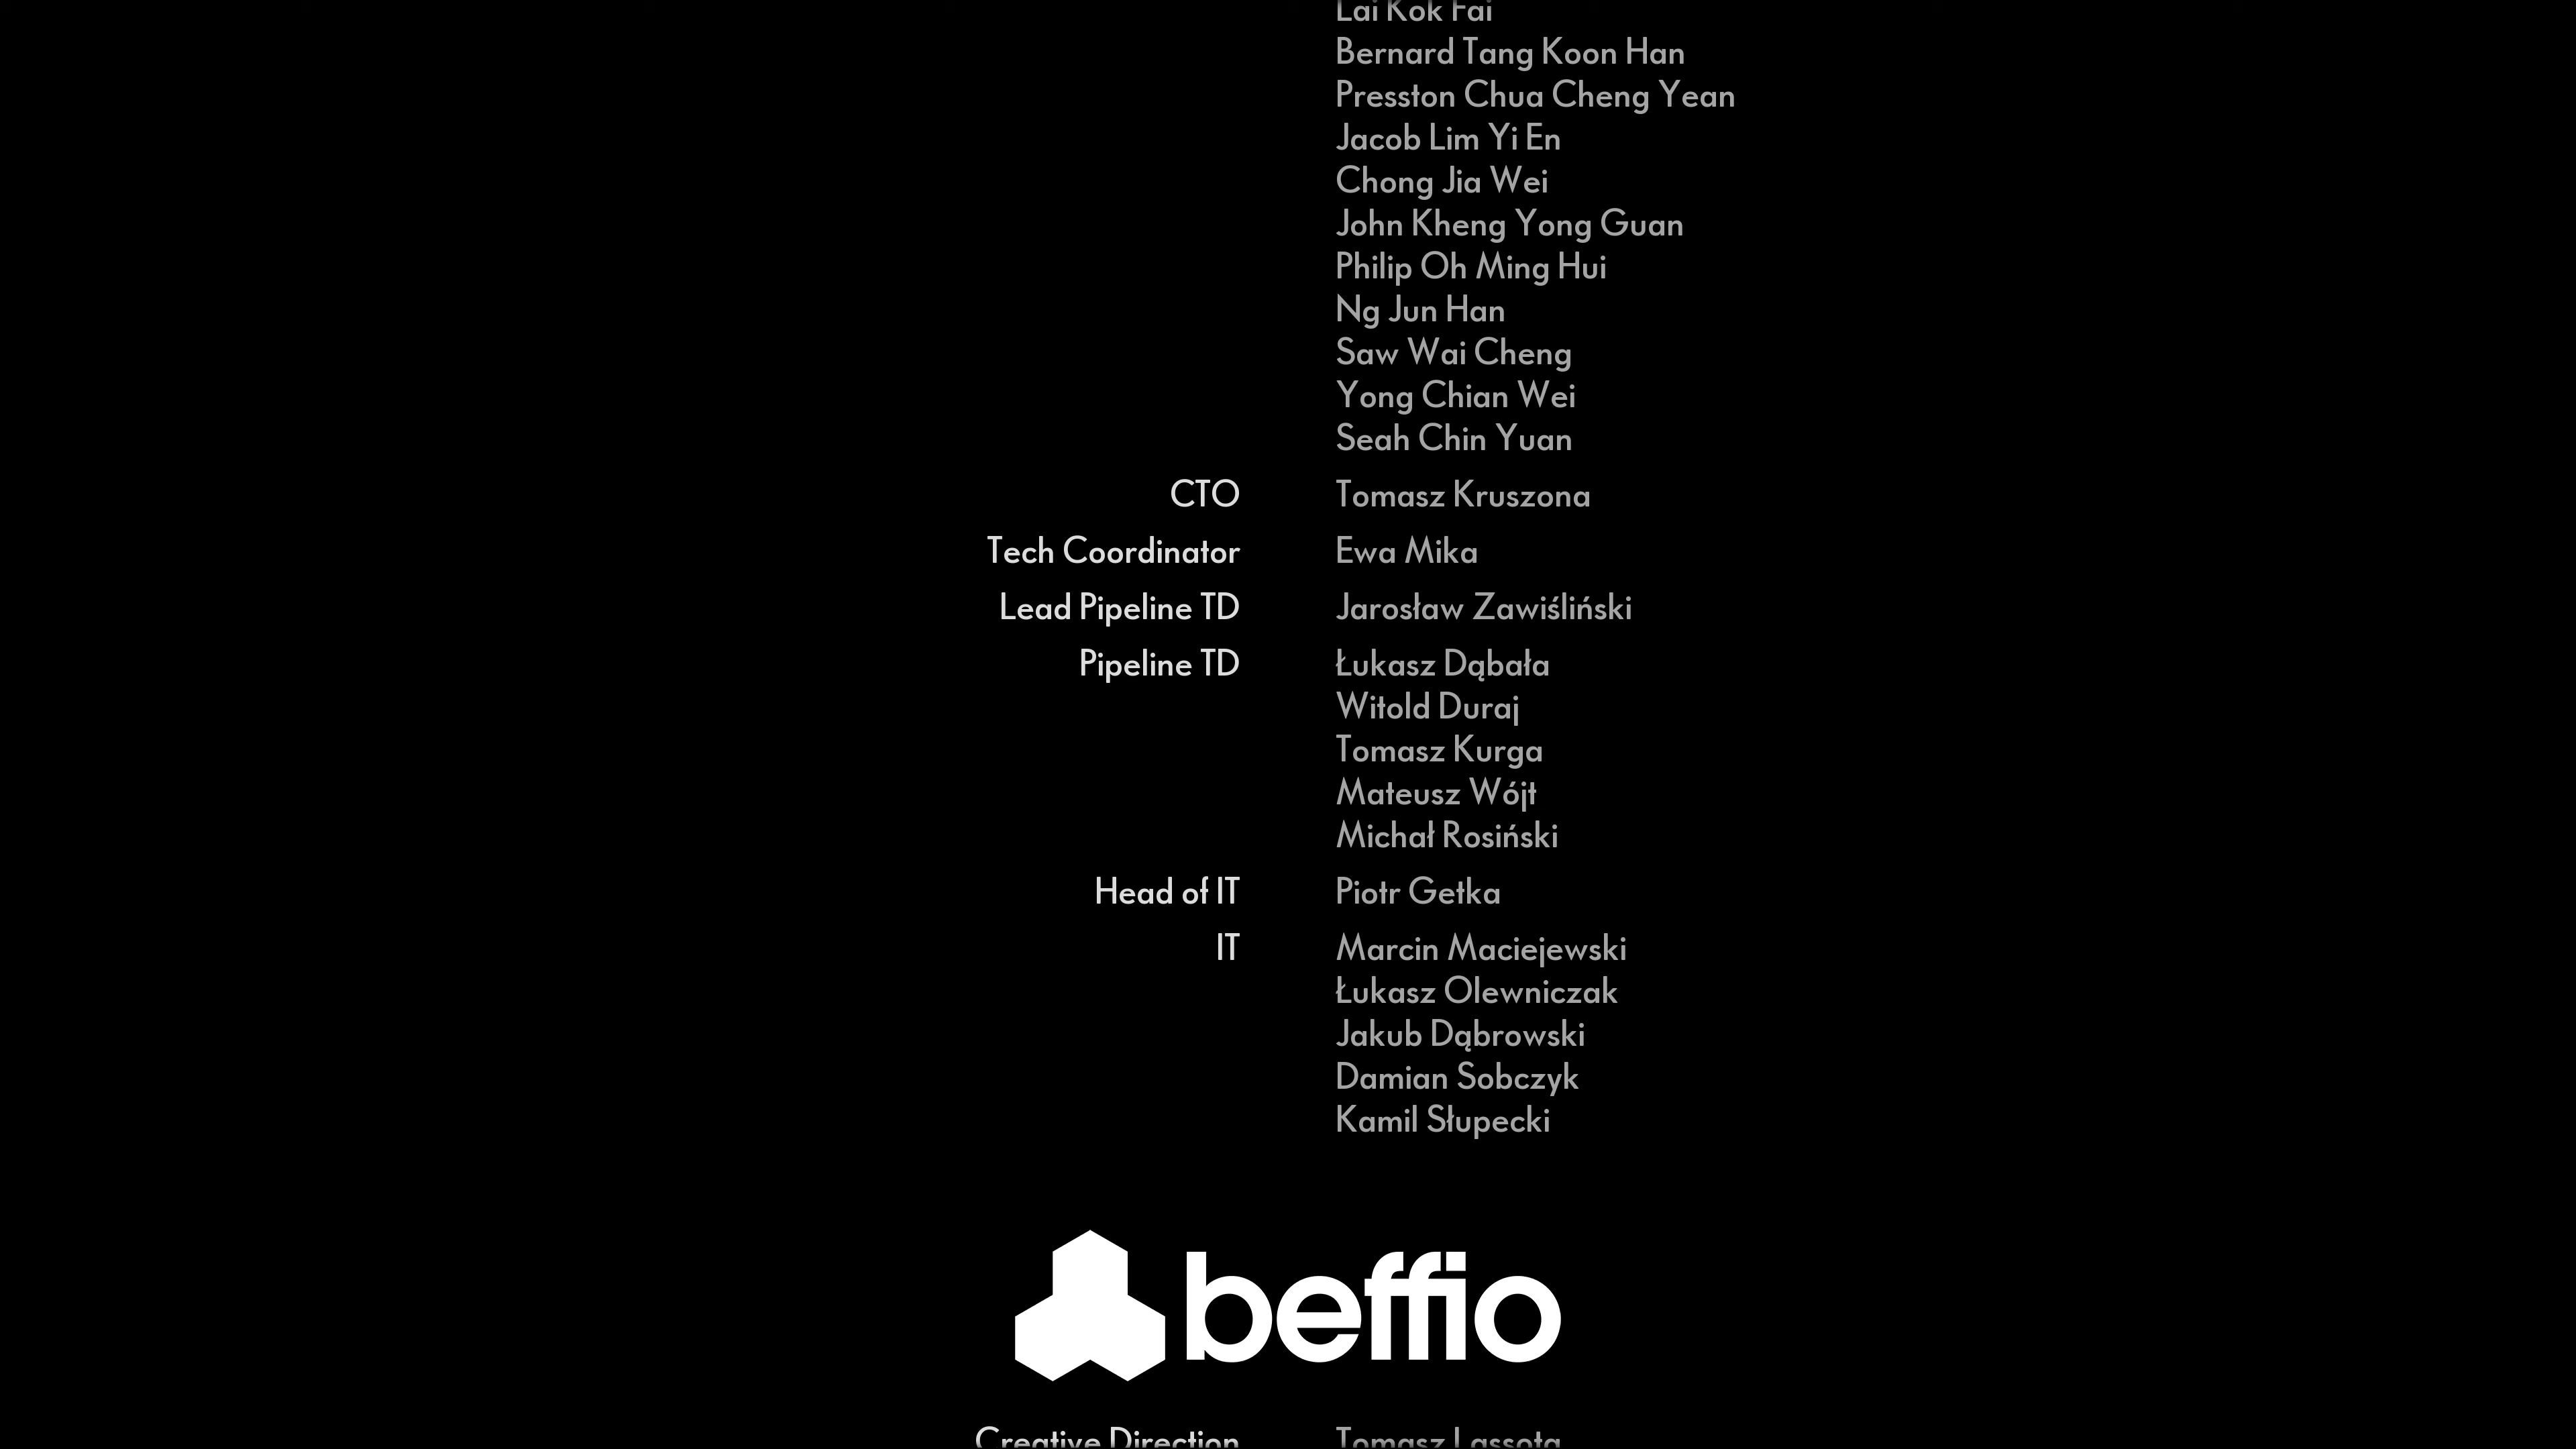 Lai Kok Fai
Bernard Tang Koon Han
Presston Chua Cheng Yean
Jacob Lim Yi En
Chong Jia Wei
John Kheng Yong Guan
Philip Oh Ming Hui
Ng Jun Han
Saw Wai Cheng
Yong Chian Wei
Seah Chin Yuan
CTO Tomasz Kruszona
Tech Coordinator Ewa Mika
Lead Pipeline TD Jarosław Zawiśliński
Pipeline TD Łukasz Dąbała
Witold Duraj
Tomasz Kurga
Mateusz Wójt
Michał Rosiński
Head of IT Piotr Getka
IT Marcin Maciejewski
Łukasz Olewniczak
Jakub Dąbrowski
Damian Sobczyk
Kamil Słupecki
beffio
Creative Direction Tomasz Lassota